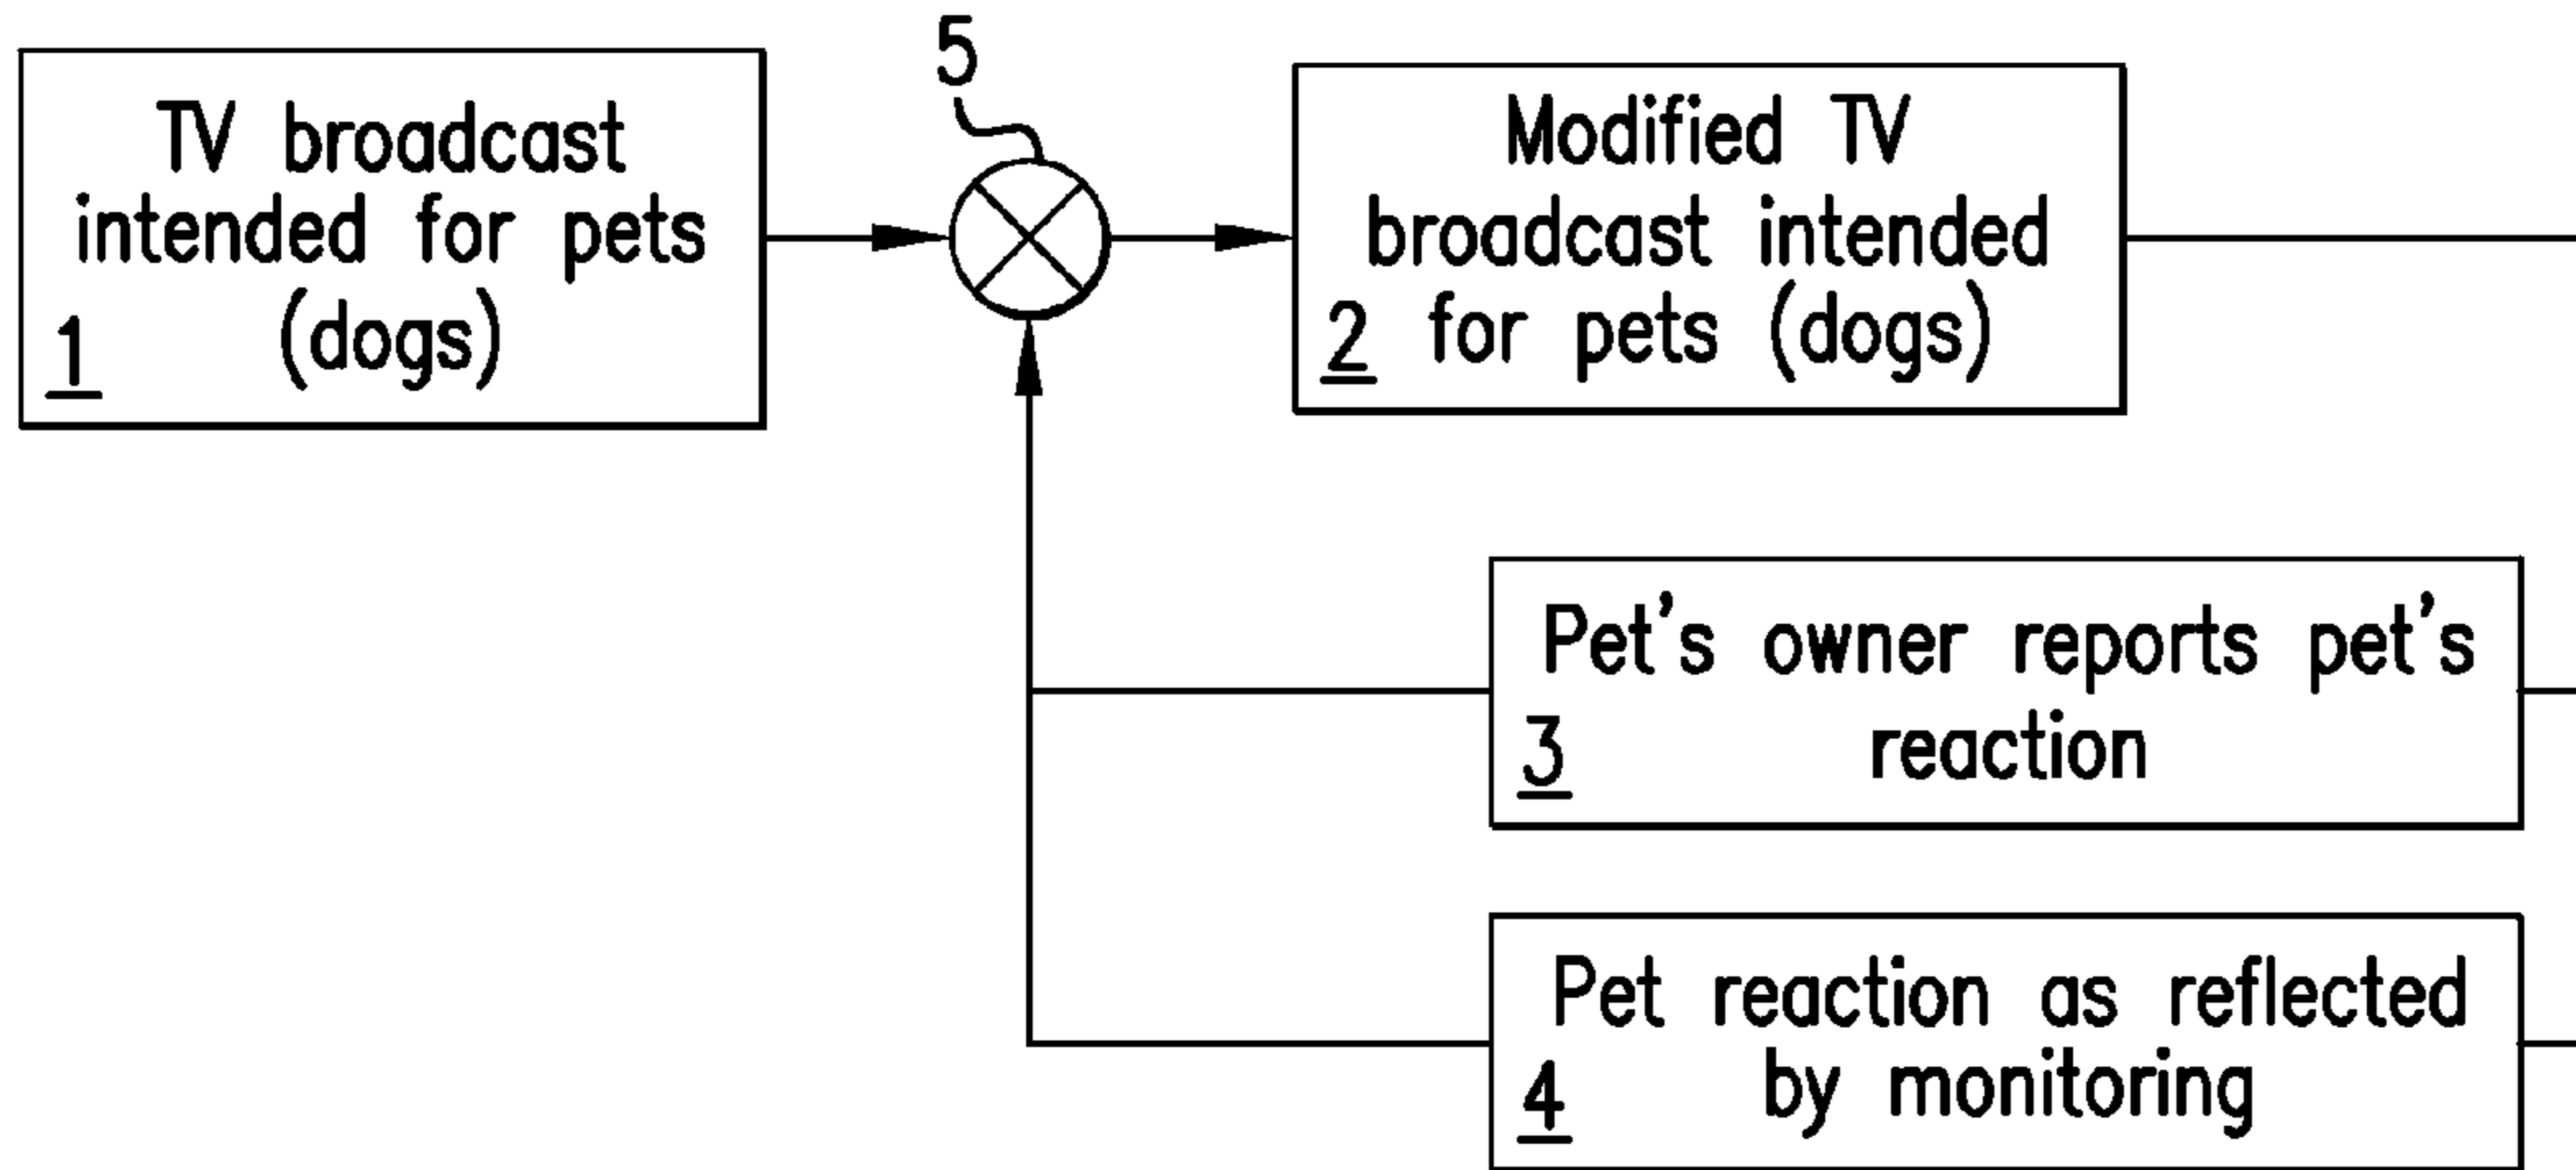 5
TV broadcast
intended for pets
(dogs)
1
Modified TV
broadcast intended
for pets (dogs)
2
Pet's owner reports pet's
reaction
3
Pet reaction as reflected
by monitoring
4